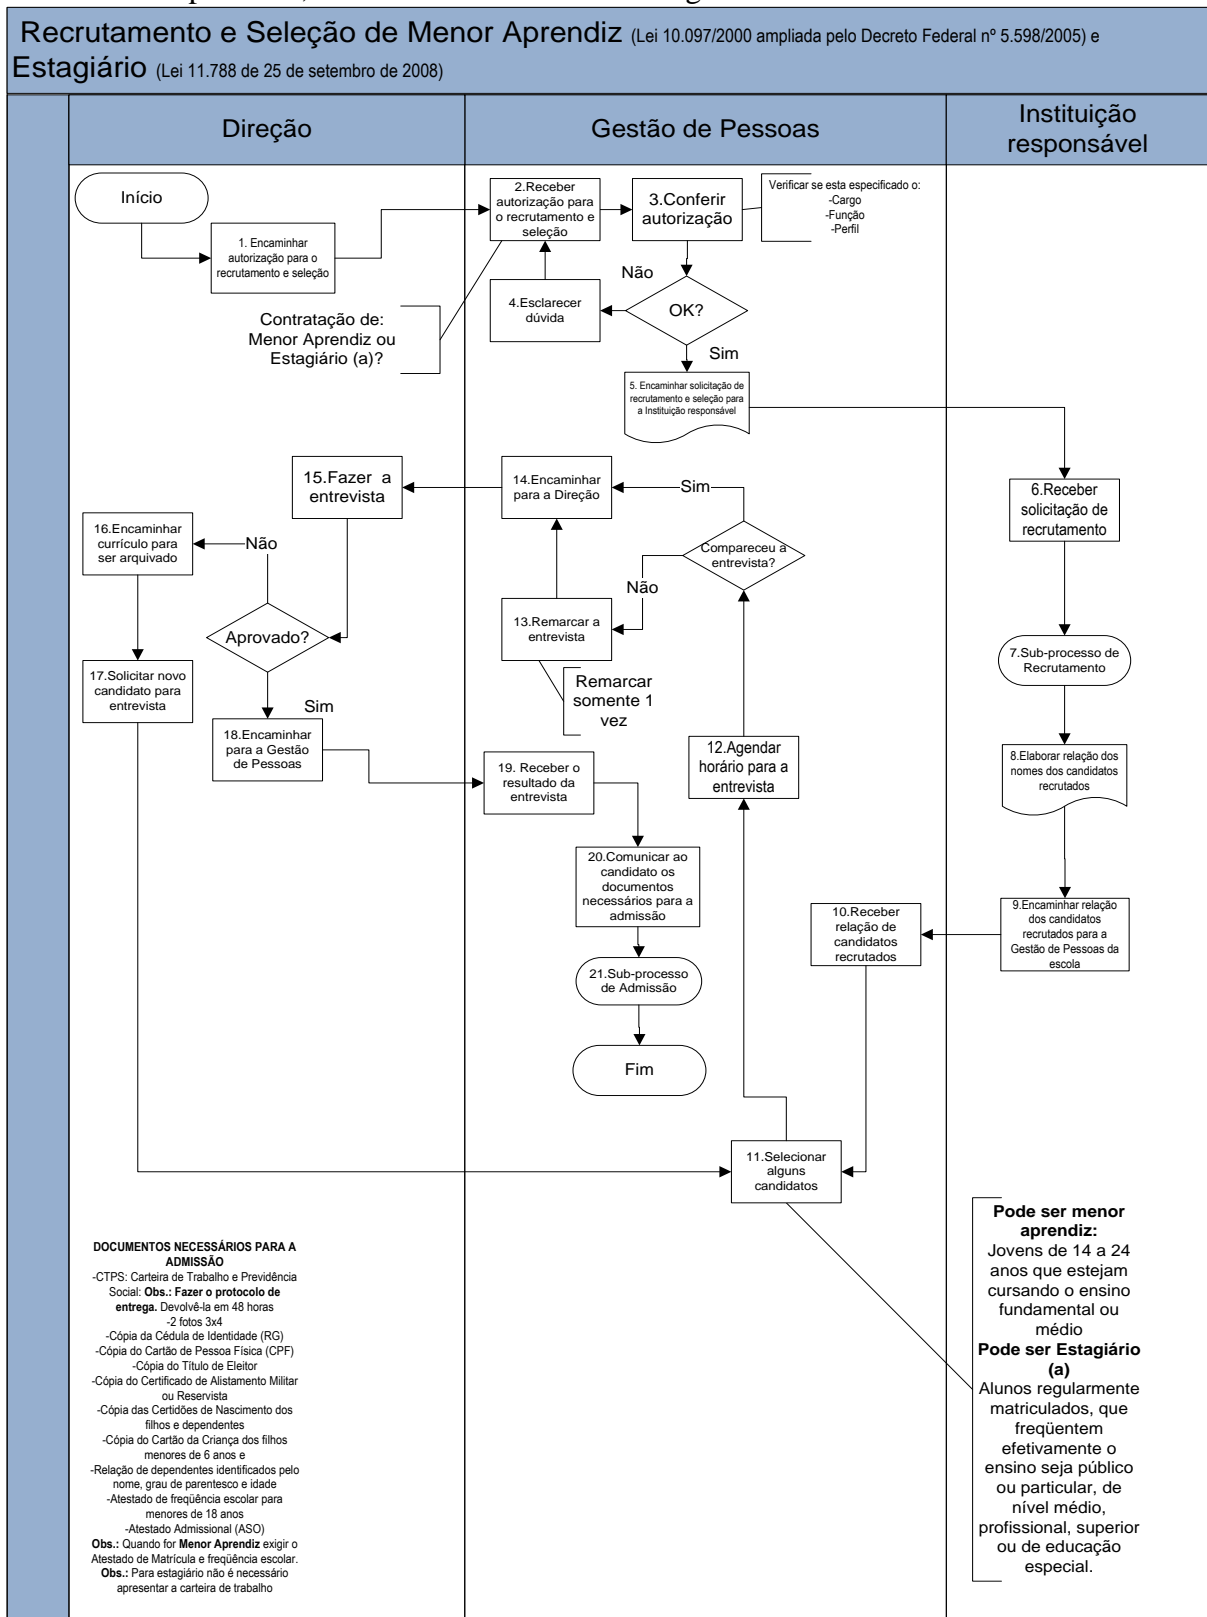 Recrutamento e Seleção de Menor Aprendiz (Lei 10.097/2000 ampliada pelo Decreto Federal nº 5.598/2005) e
Estagiário (Lei 11.788 de 25 de setembro de 2008)
Direção
Gestão de Pessoas
Instituição
responsável
Início
1. Encaminhar
autorização para o
recrutamento e seleção
2.Receber
autorização para
o recrutamento e
seleção
3.Conferir
autorização
Verificar se esta especificado o:
-Cargo
-Função
-Perfil
Não
4.Esclarecer
dúvida
OK?
Contratação de:
Menor Aprendiz ou
Estagiário (a)?
Sim
5. Encaminhar solicitação de
recrutamento e seleção para
a Instituição responsável
6.Receber
solicitação de
recrutamento
7.Sub-processo de
Recrutamento
8.Elaborar relação dos
nomes dos candidatos
recrutados
9.Encaminhar relação
dos candidatos
recrutados para a
Gestão de Pessoas da
escola
10.Receber
relação de
candidatos
recrutados
11.Selecionar
alguns
candidatos
12.Agendar
horário para a
entrevista
Compareceu a
entrevista?
Sim
Não
13.Remarcar a
entrevista
Remarcar
somente 1
vez
14.Encaminhar
para a Direção
15.Fazer a
entrevista
Aprovado?
Não
16.Encaminhar
currículo para
ser arquivado
17.Solicitar novo
candidato para
entrevista
Sim
18.Encaminhar
para a Gestão
de Pessoas
19. Receber o
resultado da
entrevista
20.Comunicar ao
candidato os
documentos
necessários para a
admissão
21.Sub-processo
de Admissão
Fim
DOCUMENTOS NECESSÁRIOS PARA A
ADMISSÃO
-CTPS: Carteira de Trabalho e Previdência
Social: Obs.: Fazer o protocolo de
entrega. Devolvê-la em 48 horas
-2 fotos 3x4
-Cópia da Cédula de Identidade (RG)
-Cópia do Cartão de Pessoa Física (CPF)
-Cópia do Título de Eleitor
-Cópia do Certificado de Alistamento Militar
ou Reservista
-Cópia das Certidões de Nascimento dos
filhos e dependentes
-Cópia do Cartão da Criança dos filhos
menores de 6 anos e
-Relação de dependentes identificados pelo
nome, grau de parentesco e idade
-Atestado de freqüência escolar para
menores de 18 anos
-Atestado Admissional (ASO)
Obs.: Quando for Menor Aprendiz exigir o
Atestado de Matrícula e freqüência escolar.
Obs.: Para estagiário não é necessário
apresentar a carteira de trabalho
Pode ser menor
aprendiz:
Jovens de 14 a 24
anos que estejam
cursando o ensino
fundamental ou
médio
Pode ser Estagiário
(a)
Alunos regularmente
matriculados, que
freqüentem
efetivamente o
ensino seja público
ou particular, de
nível médio,
profissional, superior
ou de educação
especial.